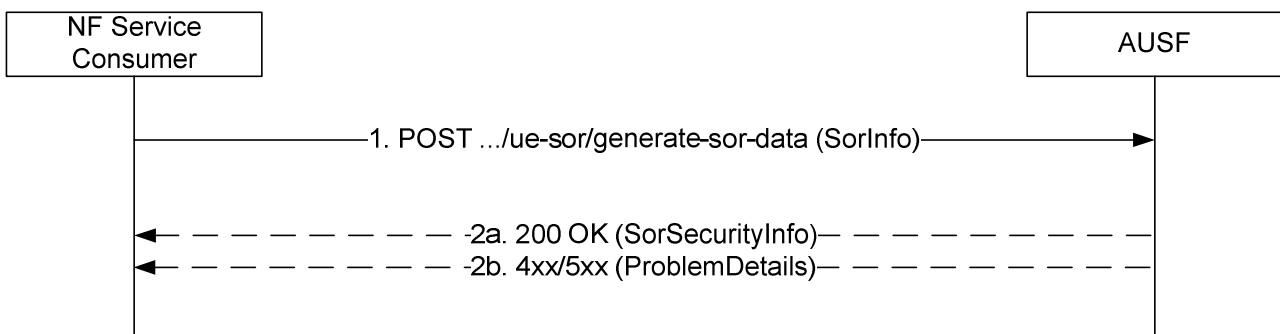 NF Service
Consumer
AUSF
1. POST .../ue-sor/generate-sor-data (SorInfo)
2a. 200 OK (SorSecurityInfo)
2b. 4xx/5xx (ProblemDetails)